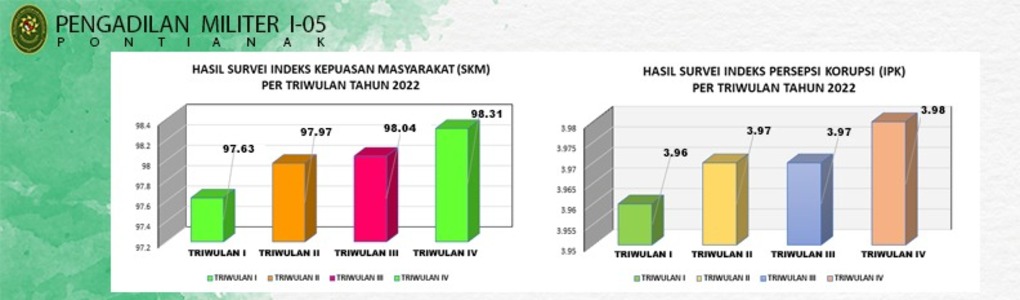 PENGADILAN MILITER I-05
PONTIANAK
HASIL SURVEI INDEKS KEPUASAN MASYARAKAT (SKM)
PER TRIWULAN TAHUN 2022
98.4
98.2
98
97.8
97.6
97.4
97.2
97.63
97.97
98.04
98.31
TRIWULAN I TRIWULAN II TRIWULAN III TRIWULAN IV
TRIWULAN I TRIWULAN II TRIWULAN III TRIWULAN IV
HASIL SURVEI INDEKS PERSEPSI KORUPSI (IPK)
PER TRIWULAN TAHUN 2022
3.98
3.975
3.97
3.965
3.96
3.955
3.95
3.96
3.97
3.97
3.98
TRIWULAN I TRIWULAN II TRIWULAN III TRIWULAN IV
TRIWULAN I TRIWULAN II TRIWULAN III TRIWULAN IV